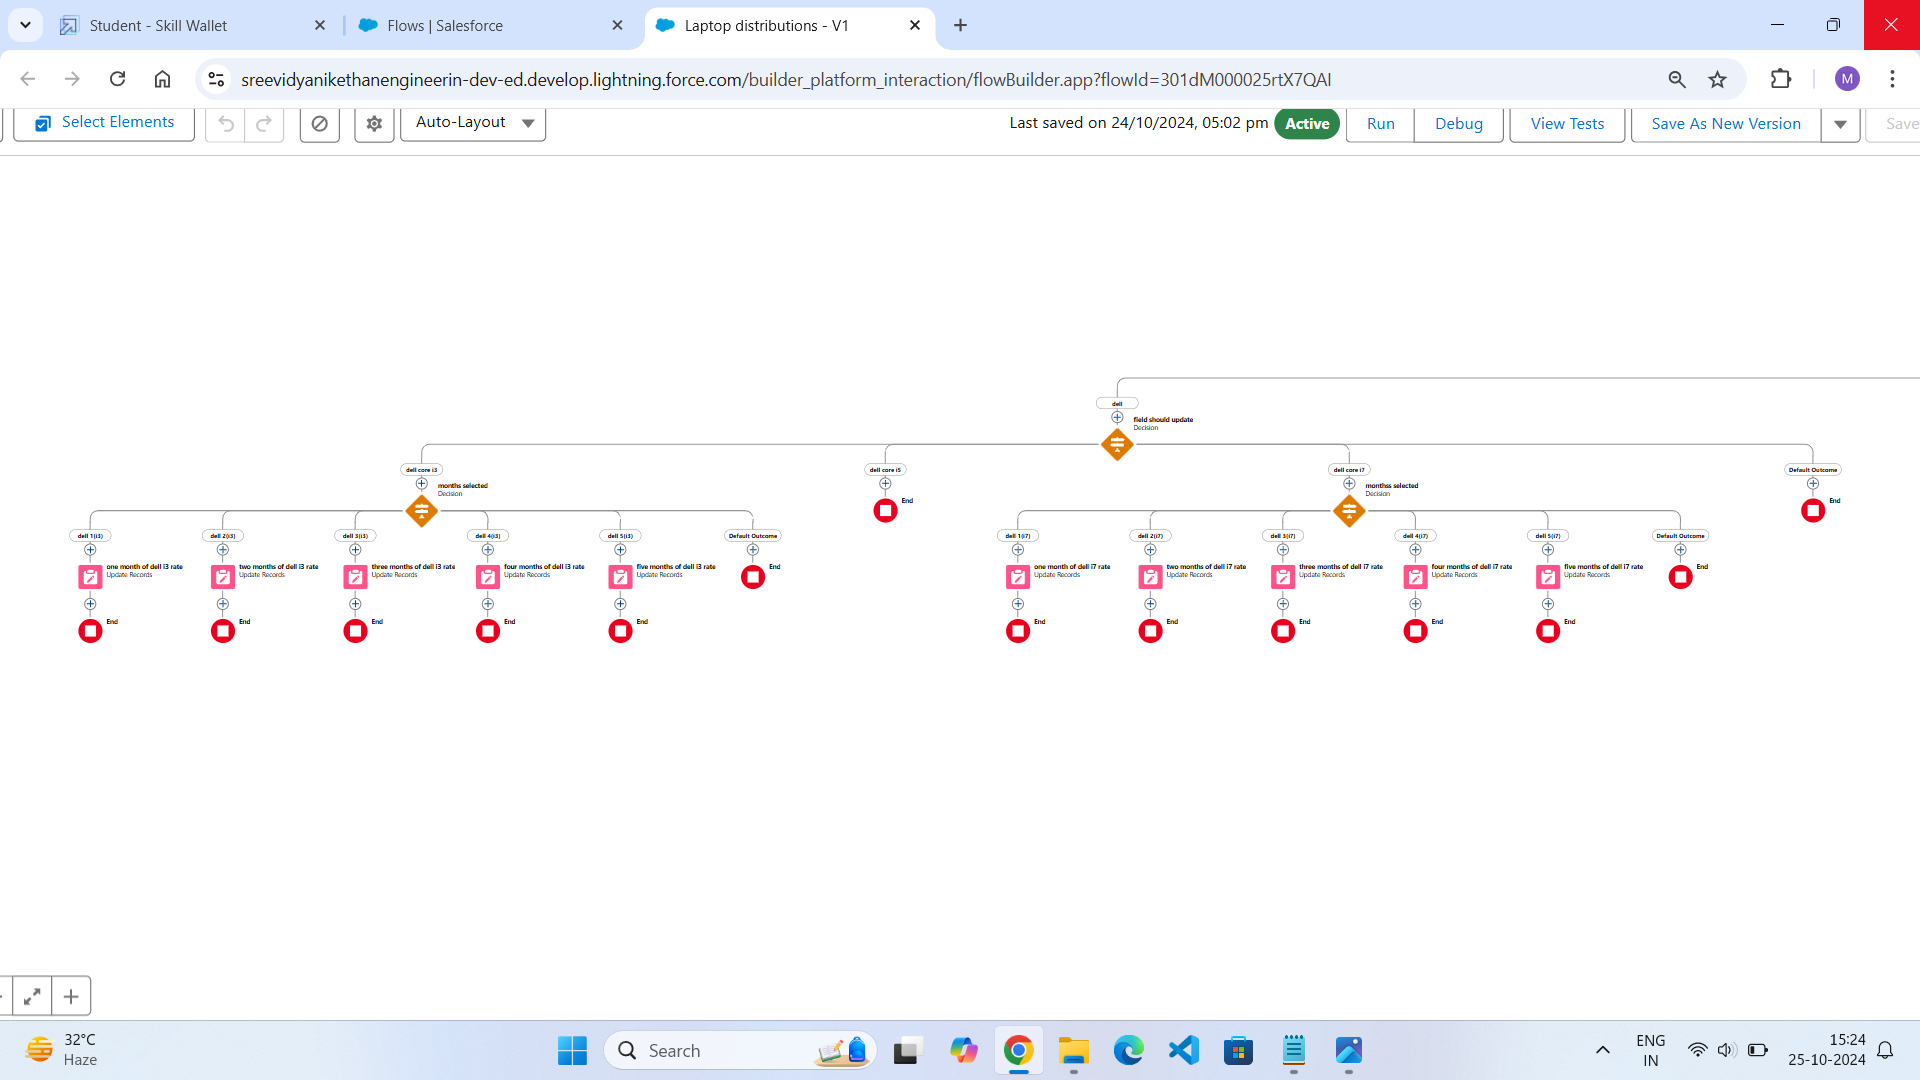 Student - Skill Wallet
Flows | Salesforce
Laptop distributions - V1
sreevidyanikethanengineerin-dev-ed.develop.lightning.force.com/builder_platform_interaction/flowBuilder.app?flowId=301dM000025rtX7QAI
M
Select Elements
Auto-Layout
Last saved on 24/10/2024, 05:02 pm
Active
Run
Debug
View Tests
Save As New Version
Save
dell
field should update
Decision
dell core i3
dell core i5
dell core i7
Default Outcome
months selected
Decision
End
monthss selected
Decision
End
dell 1(i3)
dell 2(i3)
dell 3(i3)
dell 4(i3)
dell 5(i3)
Default Outcome
dell 1(i7)
dell 2(i7)
dell 3(i7)
dell 4(i7)
dell 5(i7)
Default Outcome
one month of dell i3 rate
Update Records
two months of dell i3 rate
Update Records
three months of dell i3 rate
Update Records
four months of dell i3 rate
Update Records
five months of dell i3 rate
Update Records
End
one month of dell i7 rate
Update Records
two months of dell i7 rate
Update Records
three months of dell i7 rate
Update Records
four months of dell i7 rate
Update Records
five months of dell i7 rate
Update Records
End
End
End
End
End
End
End
End
End
End
End
32°C
Haze
Search
ENG
IN
15:24
25-10-2024